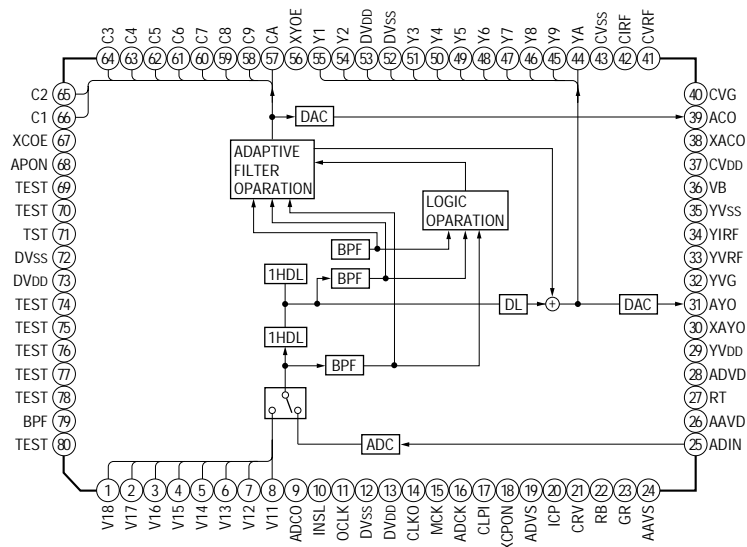 C3 C4 C5 C6 C7 C8 C9 CA XYOE Y1 Y2 DVDD DVSS Y3 Y4 Y5 Y6 Y7 Y8 Y9 YA CVSS CIRF CVRF
64 63 62 61 60 59 58 57 56 55 54 53 52 51 50 49 48 47 46 45 44 43 42 41
C2 65
C1 66
XCOE 67
APON 68
TEST 69
TEST 70
TST 71
DVSS 72
DVDD 73
TEST 74
TEST 75
TEST 76
TEST 77
TEST 78
BPF 79
TEST 80
DAC
ADAPTIVE
FILTER
OPARATION
LOGIC
OPARATION
BPF
1HDL
BPF
DL
+
DAC
1HDL
BPF
ADC
40 CVG
39 ACO
38 XACO
37 CVDD
36 VB
35 YVSS
34 YIRF
33 YVRF
32 YVG
31 AYO
30 XAYO
29 YVDD
28 ADVD
27 RT
26 AAVD
25 ADIN
1 2 3 4 5 6 7 8 9 10 11 12 13 14 15 16 17 18 19 20 21 22 23 24
V18 V17 V16 V15 V14 V13 V12 V11 ADCO INSL OCLK DVSS DVDD CLKO MCK ADCK CLPI XCPON ADVS ICP CRV RB GR AAVS